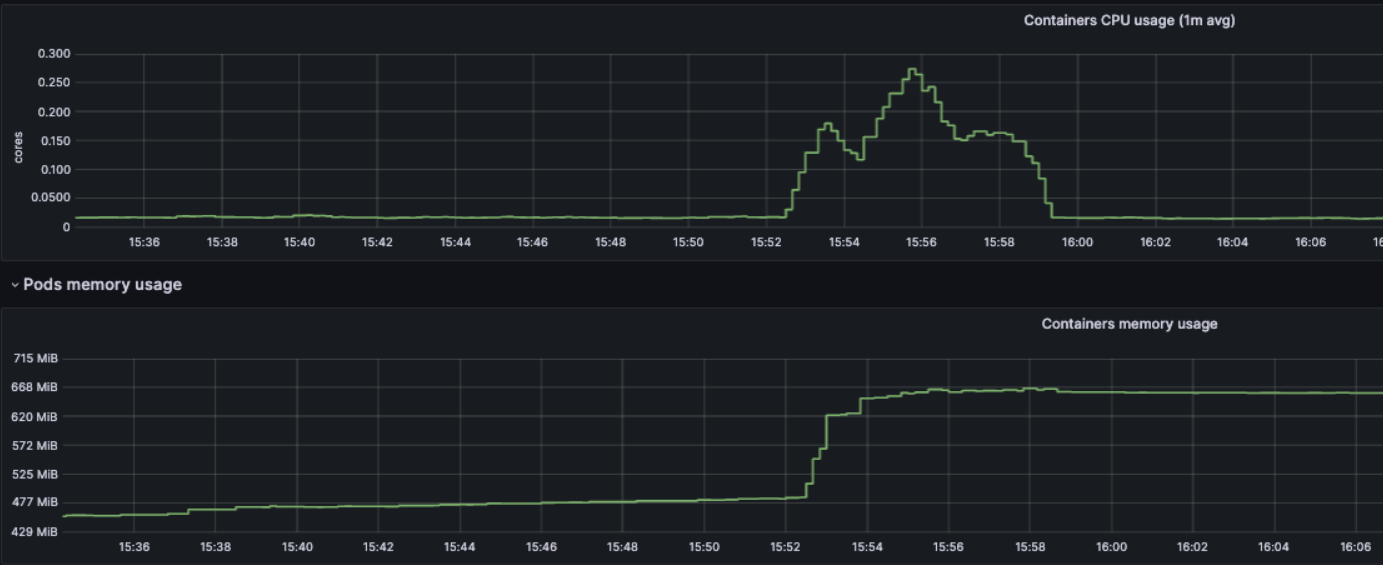 Containers CPU usage (1m avg)
0.300
0.250
0.200
0.150
0.100
0.0500
0
cores
15:36 15:38 15:40 15:42 15:44 15:46 15:48 15:50 15:52 15:54 15:56 15:58 16:00 16:02 16:04 16:06
Pods memory usage
Containers memory usage
715 MiB
668 MiB
620 MiB
572 MiB
525 MiB
477 MiB
429 MiB
15:36 15:38 15:40 15:42 15:44 15:46 15:48 15:50 15:52 15:54 15:56 15:58 16:00 16:02 16:04 16:06